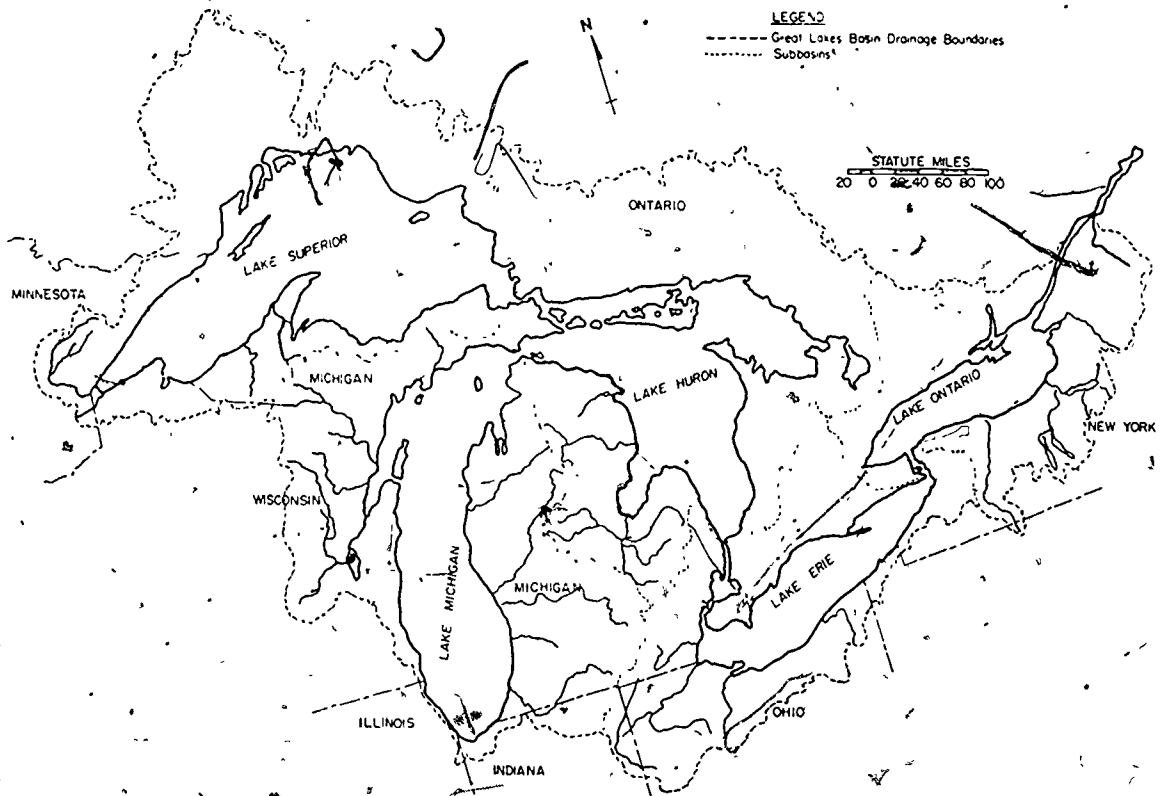 LEGEND
Great Lakes Basin Drainage Boundaries
Subbasins
N
STATUTE MILES
20 0 20 40 60 80 100
ONTARIO
LAKE SUPERIOR
MINNESOTA
MICHIGAN
LAKE HURON
LAKE ONTARIO
NEW YORK
WISCONSIN
LAKE MICHIGAN
MICHIGAN
LAKE ERIE
ILLINOIS
OHIO
INDIANA